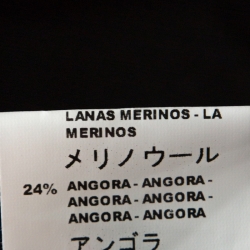 LANAS MERINOS - LA
MERINOS
メリノウール
24% ANGORA - ANGORA -
ANGORA - ANGORA -
ANGORA - ANGORA
アンゴラ